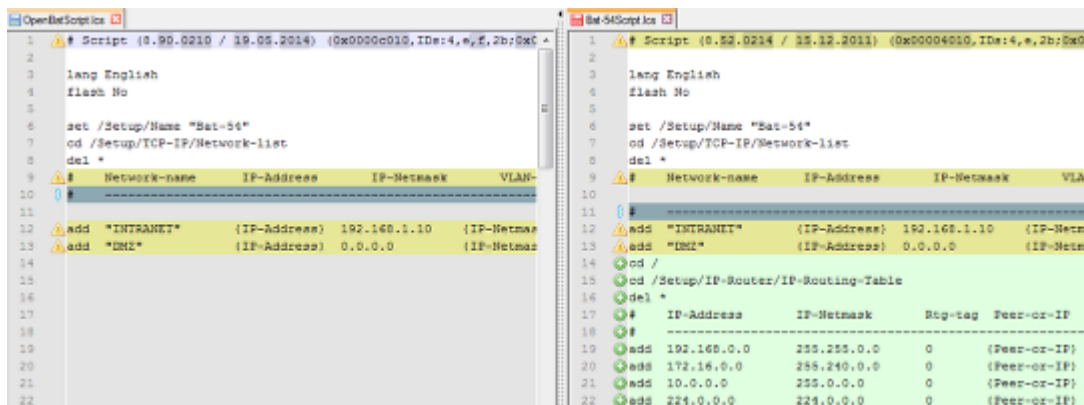 OpenBatScript.lcs
1 # Script (8.90.0210 / 19.05.2014) (0x0000c010,IDs:4,e,f,2b;0x0
2
3 lang English
4 flash No
5
6 set /Setup/Name "Bat-54"
7 cd /Setup/TCP-IP/Network-list
8 del *
9 # Network-name IP-Address IP-Netmask VLAN-
10 # ----------------------------------------------------------------
11
12 add "INTRANET" {IP-Address} 192.168.1.10 {IP-Netmas
13 add "DMZ" {IP-Address} 0.0.0.0 {IP-Netmas
14
15
16
17
18
19
20
21
22
Bat-54Script.lcs
1 # Script (8.52.0214 / 15.12.2011) (0x00004010,IDs:4,e,2b;0x0
2
3 lang English
4 flash No
5
6 set /Setup/Name "Bat-54"
7 cd /Setup/TCP-IP/Network-list
8 del *
9 # Network-name IP-Address IP-Netmask VLA
10
11 # ----------------------------------------------------------------
12 add "INTRANET" {IP-Address} 192.168.1.10 {IP-Netm
13 add "DMZ" {IP-Address} 0.0.0.0 {IP-Netm
14 cd /
15 cd /Setup/IP-Router/IP-Routing-Table
16 del *
17 # IP-Address IP-Netmask Rtg-tag Peer-or-IP
18 # ----------------------------------------------------------------
19 add 192.168.0.0 255.255.0.0 0 {Peer-or-IP}
20 add 172.16.0.0 255.240.0.0 0 {Peer-or-IP}
21 add 10.0.0.0 255.0.0.0 0 {Peer-or-IP}
22 add 224.0.0.0 224.0.0.0 0 {Peer-or-IP}